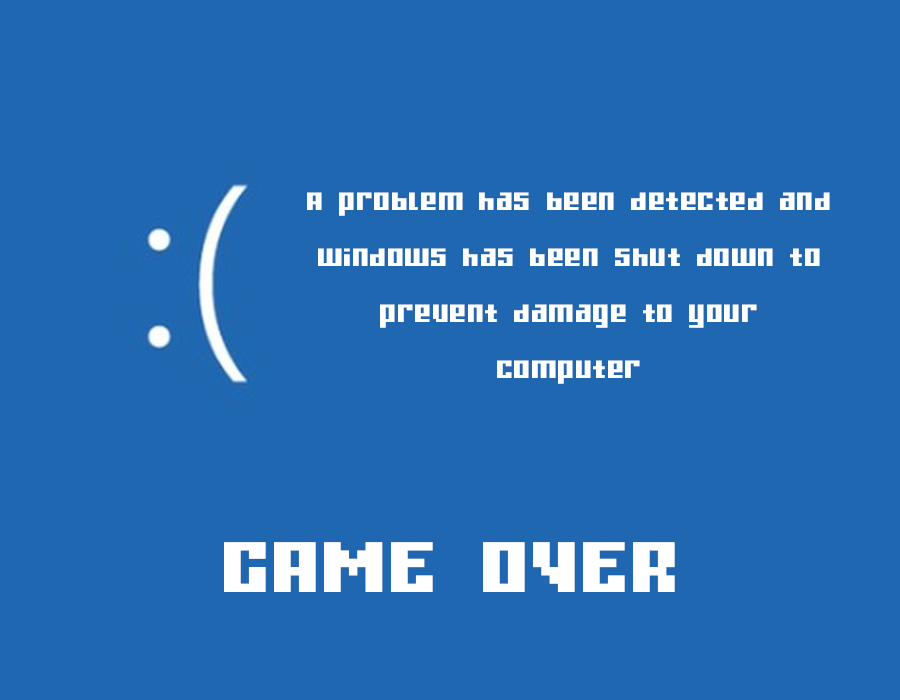 :(
A problem has been detected and
windows has been shut down to
prevent damage to your
computer
GAME OVER